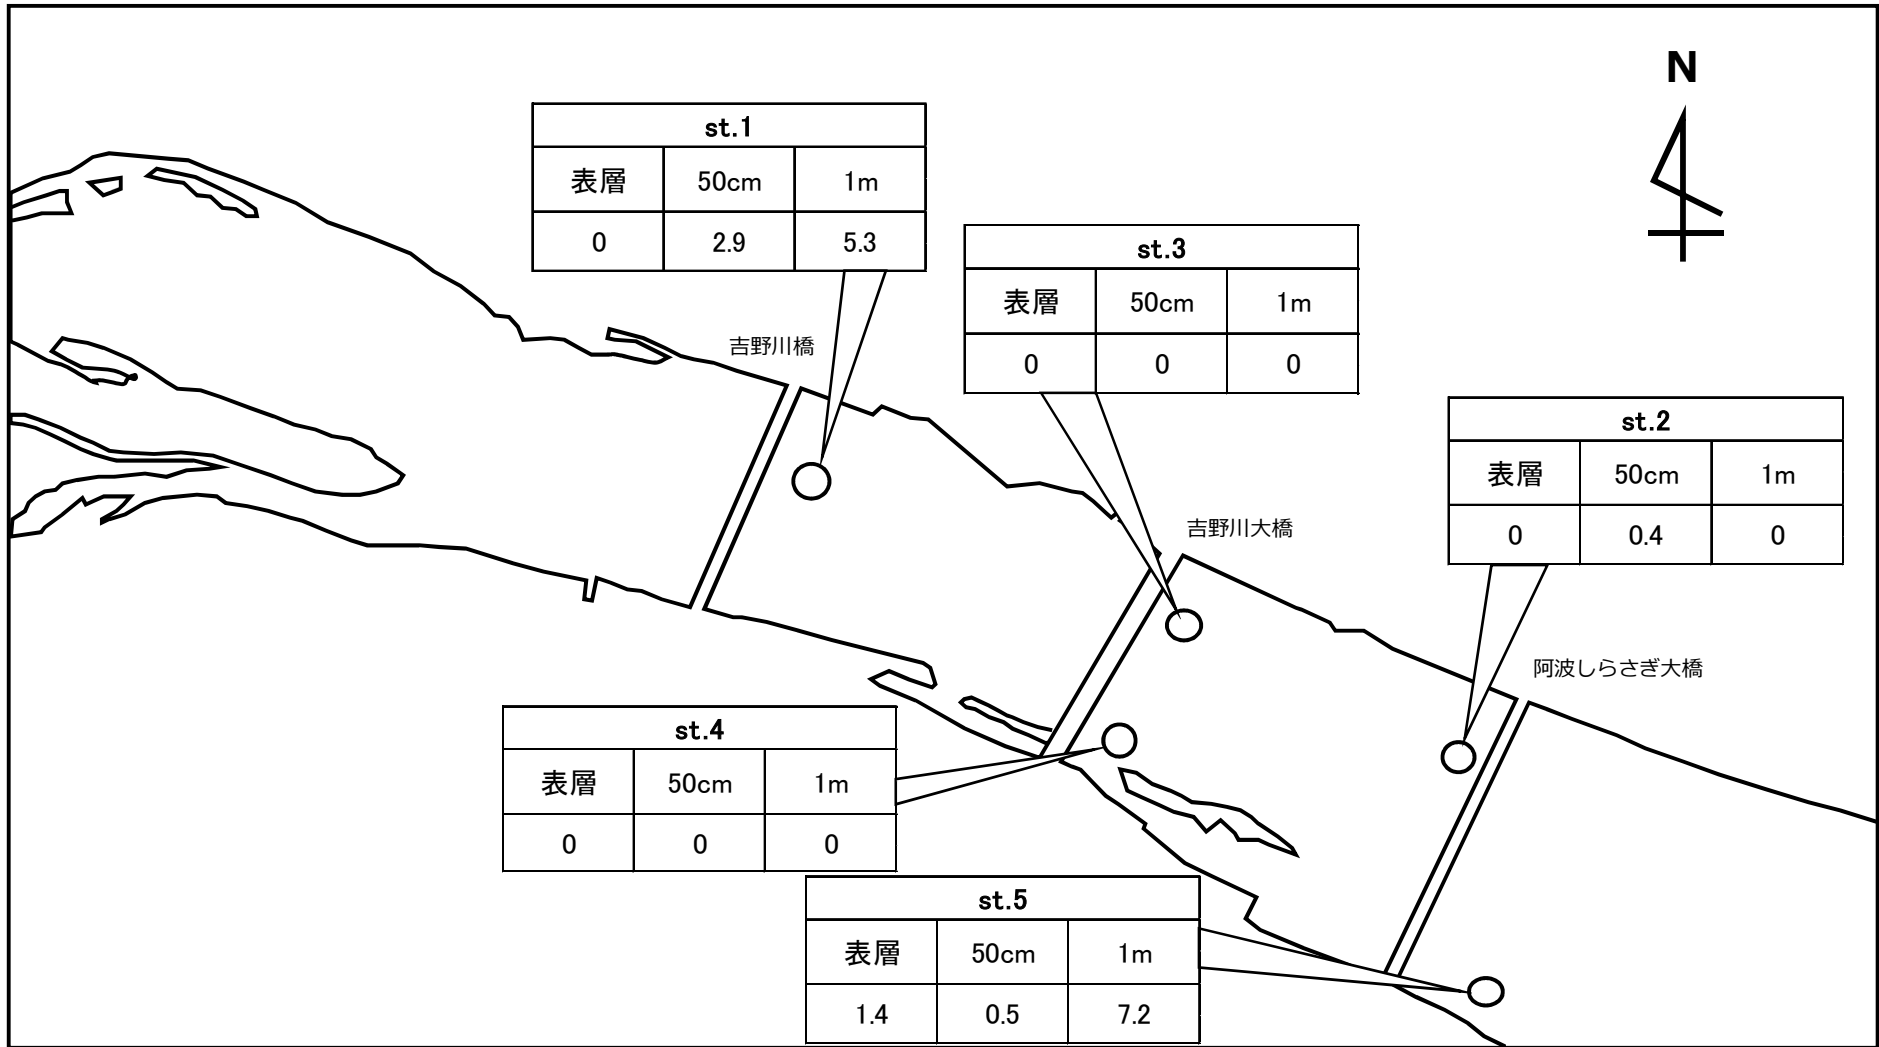 N
st.1
表層 50cm 1m
0 2.9 5.3
st.3
表層 50cm 1m
0 0 0
吉野川橋
st.2
表層 50cm 1m
0 0.4 0
吉野川大橋
阿波しらさぎ大橋
st.4
表層 50cm 1m
0 0 0
st.5
表層 50cm 1m
1.4 0.5 7.2